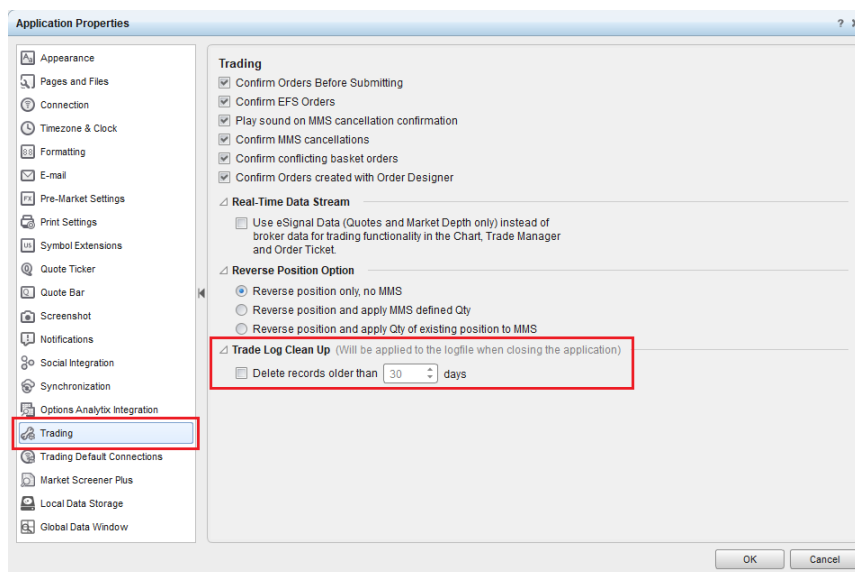 Application Properties
?
Appearance
Pages and Files
Connection
Timezone & Clock
Formatting
E-mail
Pre-Market Settings
Print Settings
Symbol Extensions
Quote Ticker
Quote Bar
Screenshot
Notifications
Social Integration
Synchronization
Options Analytix Integration
Trading
Trading Default Connections
Market Screener Plus
Local Data Storage
Global Data Window
Trading
Confirm Orders Before Submitting
Confirm EFS Orders
Play sound on MMS cancellation confirmation
Confirm MMS cancellations
Confirm conflicting basket orders
Confirm Orders created with Order Designer
Real-Time Data Stream
Use eSignal Data (Quotes and Market Depth only) instead of
broker data for trading functionality in the Chart, Trade Manager
and Order Ticket.
Reverse Position Option
Reverse position only, no MMS
Reverse position and apply MMS defined Qty
Reverse position and apply Qty of existing position to MMS
Trade Log Clean Up (Will be applied to the logfile when closing the application)
Delete records older than 30 days
OK Cancel